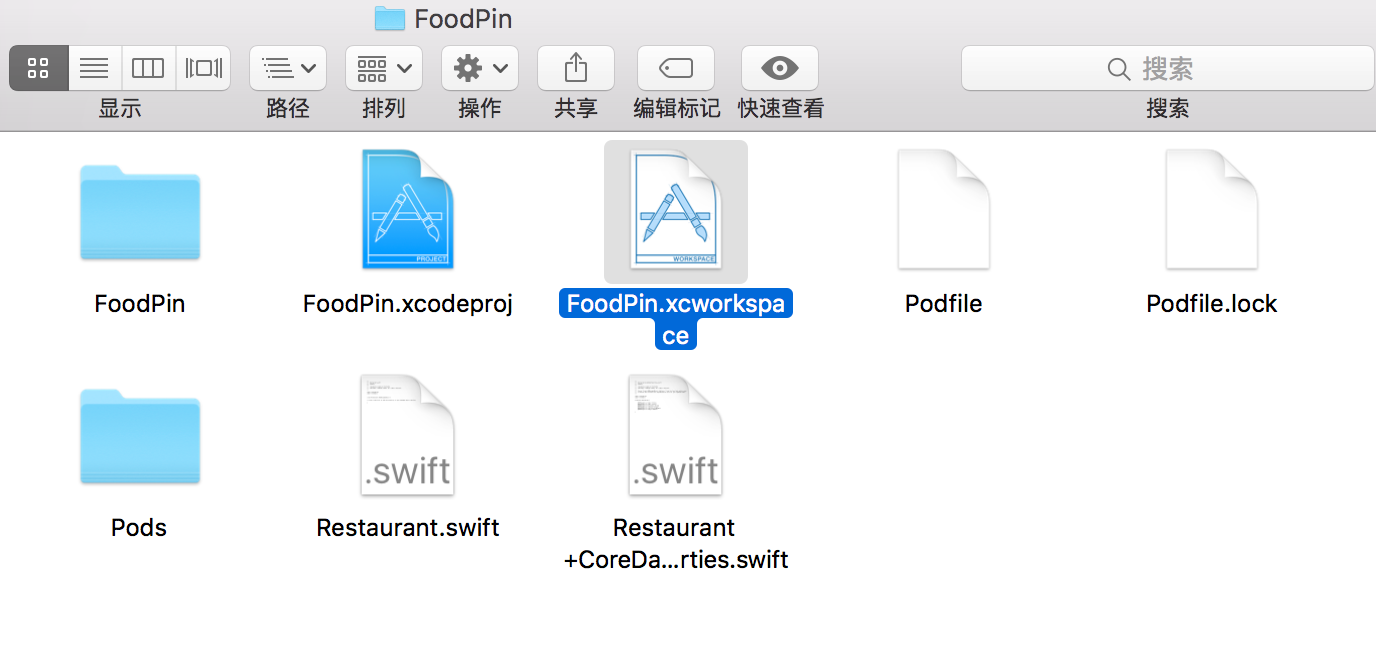 FoodPin
显示
路径
排列
操作
共享
编辑标记
快速查看
搜索
搜索
PROJECT
WORKSPACE
FoodPin
FoodPin.xcodeproj
FoodPin.xcworkspa
ce
Podfile
Podfile.lock
.swift
.swift
Pods
Restaurant.swift
Restaurant
+CoreDa...rties.swift